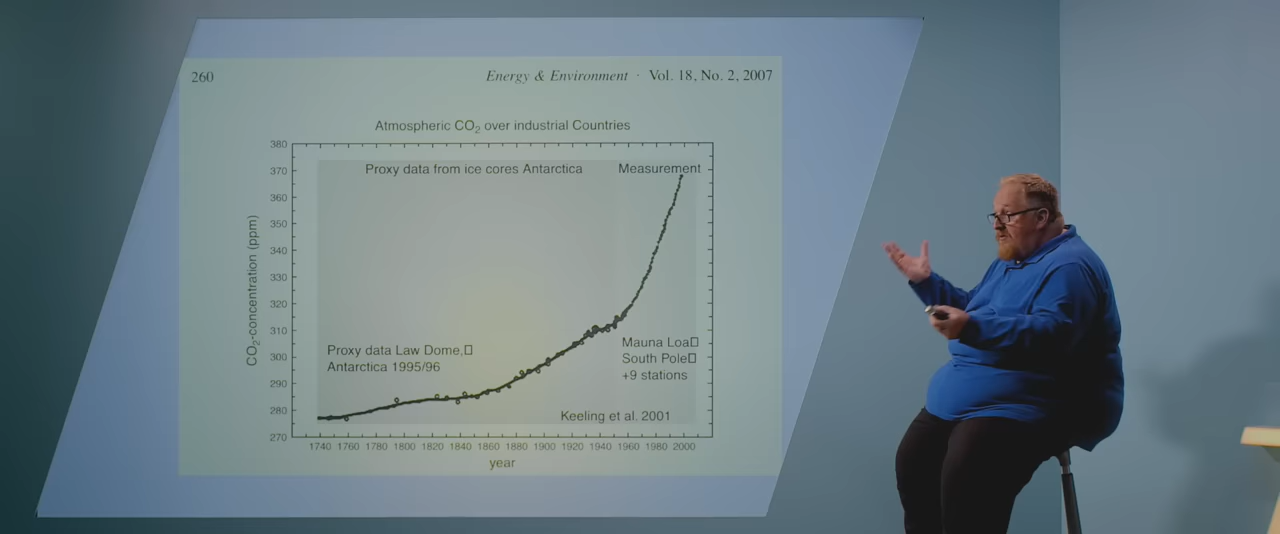 260
Energy & Environment · Vol. 18, No. 2, 2007
Atmospheric CO₂ over industrial Countries
380
370
360
350
340
330
320
310
300
290
280
270
CO₂-concentration (ppm)
Proxy data from ice cores Antarctica
Measurement
Proxy data Law Dome,
Antarctica 1995/96
Mauna Loa
South Pole
+9 stations
Keeling et al. 2001
1740 1760 1780 1800 1820 1840 1860 1880 1900 1920 1940 1960 1980 2000
year